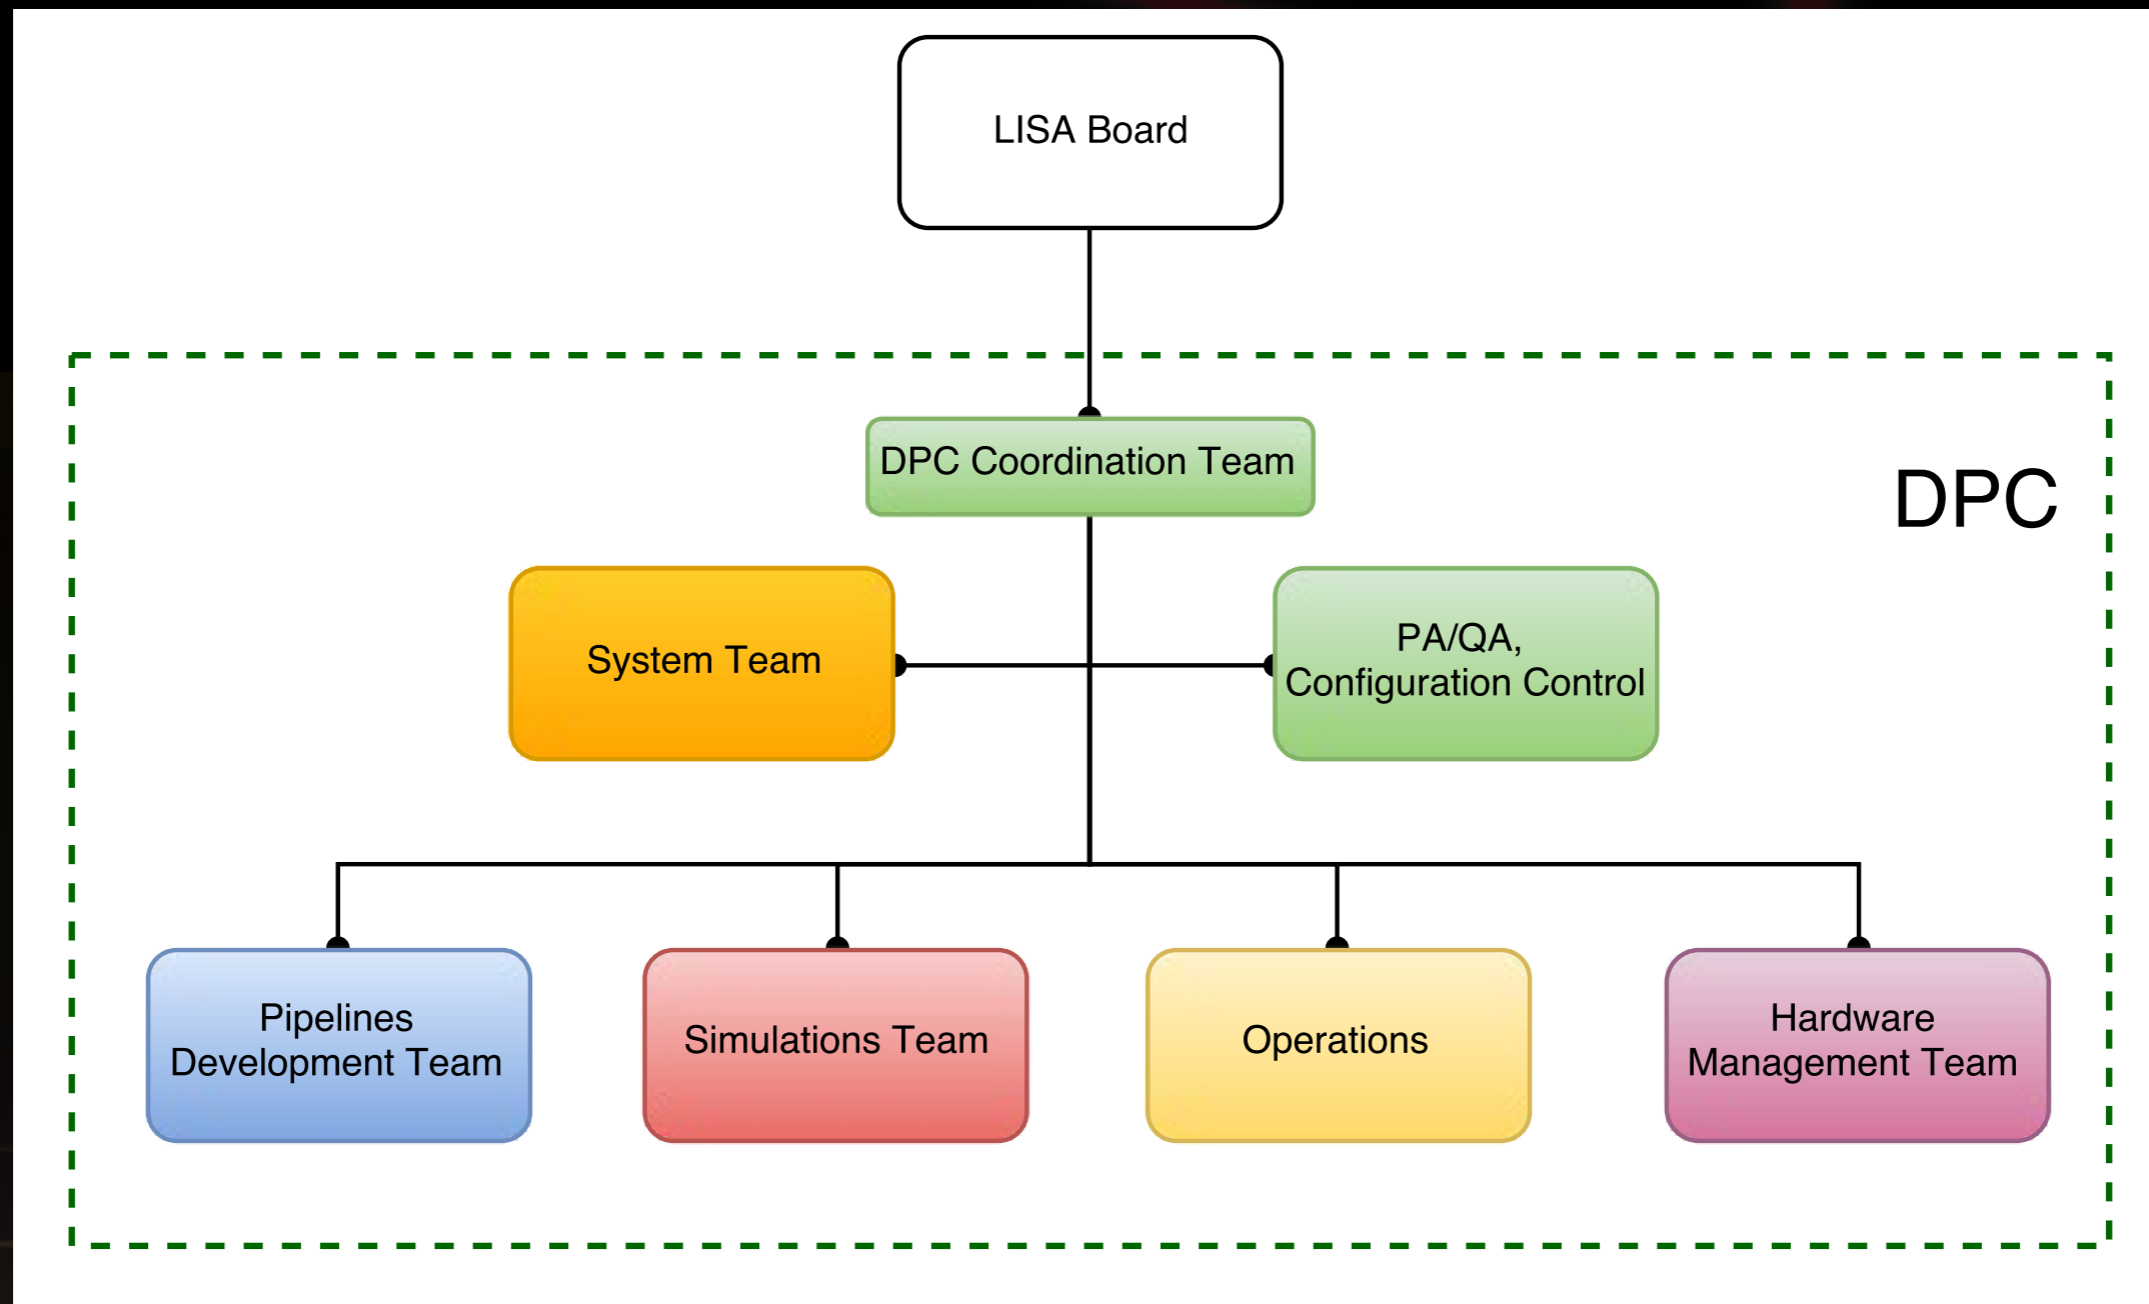 LISA Board
DPC Coordination Team
DPC
System Team
PA/QA,
Configuration Control
Pipelines
Development Team
Simulations Team
Operations
Hardware
Management Team